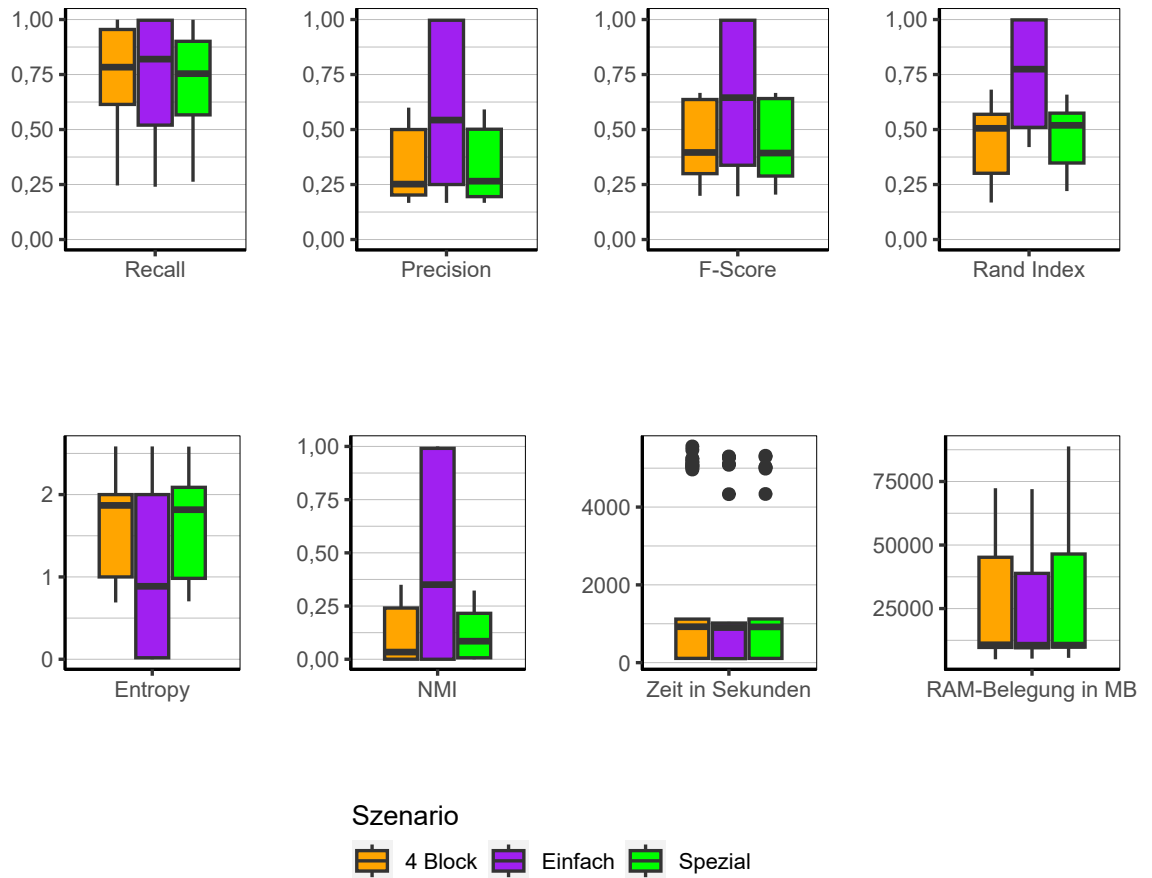 1,00 1,00 1,00 1,00
0,75 0,75 0,75 0,75
0,50 0,50 0,50 0,50
0,25 0,25 0,25 0,25
0,00 0,00 0,00 0,00
Recall Precision F-Score Rand Index
2
1
0
Entropy
1,00
0,75
0,50
0,25
0,00
NMI
4000
2000
0
Zeit in Sekunden
75000
50000
25000
RAM-Belegung in MB
Szenario
4 Block Einfach Spezial